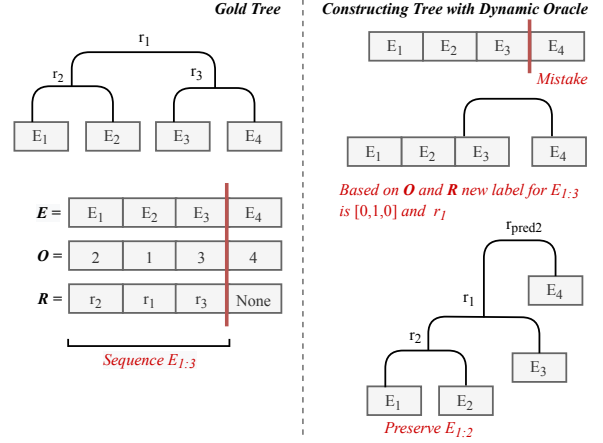 Gold Tree
r1
r2
r3
E1 E2 E3 E4
E = E1 E2 E3 E4
O = 2 1 3 4
R = r2 r1 r3 None
Sequence E1:3
Constructing Tree with Dynamic Oracle
E1 E2 E3 E4
Mistake
E1 E2 E3 E4
Based on O and R new label for E1:3
is [0,1,0] and r1
rpred2
E4
r1
r2
E3
E1 E2
Preserve E1:2